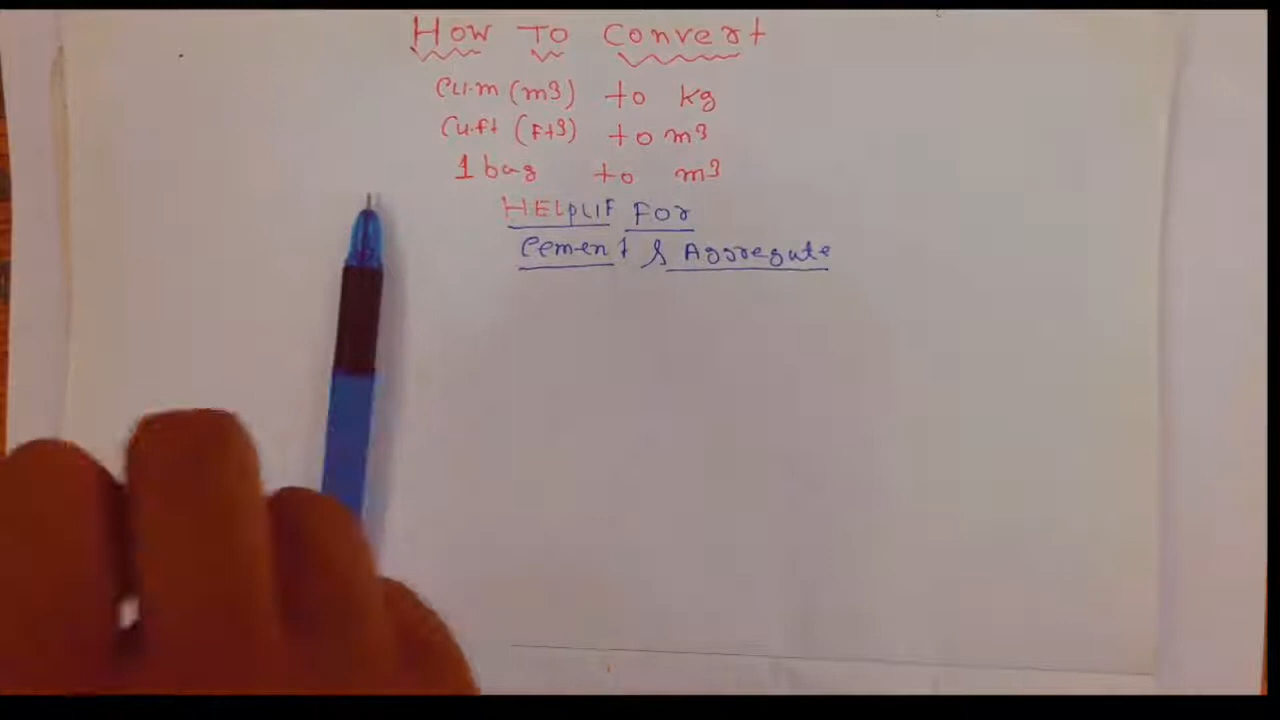 How To Convert
Cu.m (m3) to kg
Cu.ft (Ft3) to m3
1 bag to m3
HELpLIF For
Cement & Aggregate